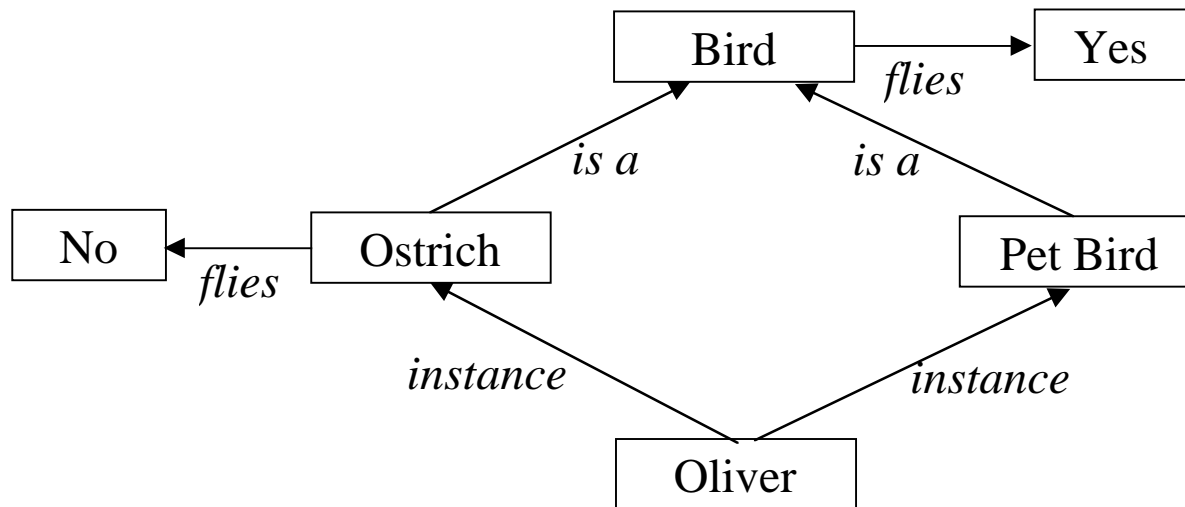 Bird
Yes
flies
is a
is a
No
Ostrich
Pet Bird
flies
instance
instance
Oliver